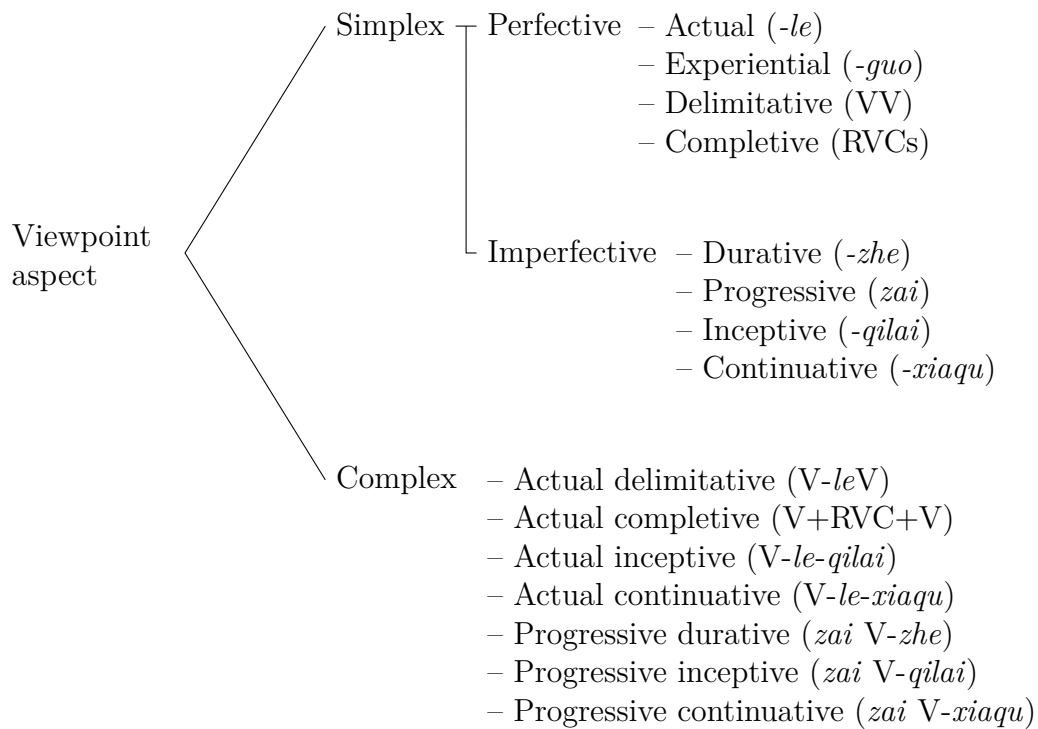 Simplex
Perfective – Actual (-le)
– Experiential (-guo)
– Delimitative (VV)
– Completive (RVCs)
Viewpoint
aspect
Imperfective – Durative (-zhe)
– Progressive (zai)
– Inceptive (-qilai)
– Continuative (-xiaqu)
Complex – Actual delimitative (V-leV)
– Actual completive (V+RVC+V)
– Actual inceptive (V-le-qilai)
– Actual continuative (V-le-xiaqu)
– Progressive durative (zai V-zhe)
– Progressive inceptive (zai V-qilai)
– Progressive continuative (zai V-xiaqu)